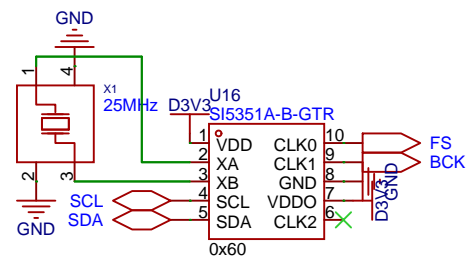 GND
1
4
X1
25MHz
2
3
GND
D3V3
U16
SI5351A-B-GTR
1 VDD CLK0 10 FS
2 XA CLK1 9 BCK
3 XB GND 8 GND
SCL 4 SCL VDDO 7 D3V3
SDA 5 SDA CLK2 6
0x60